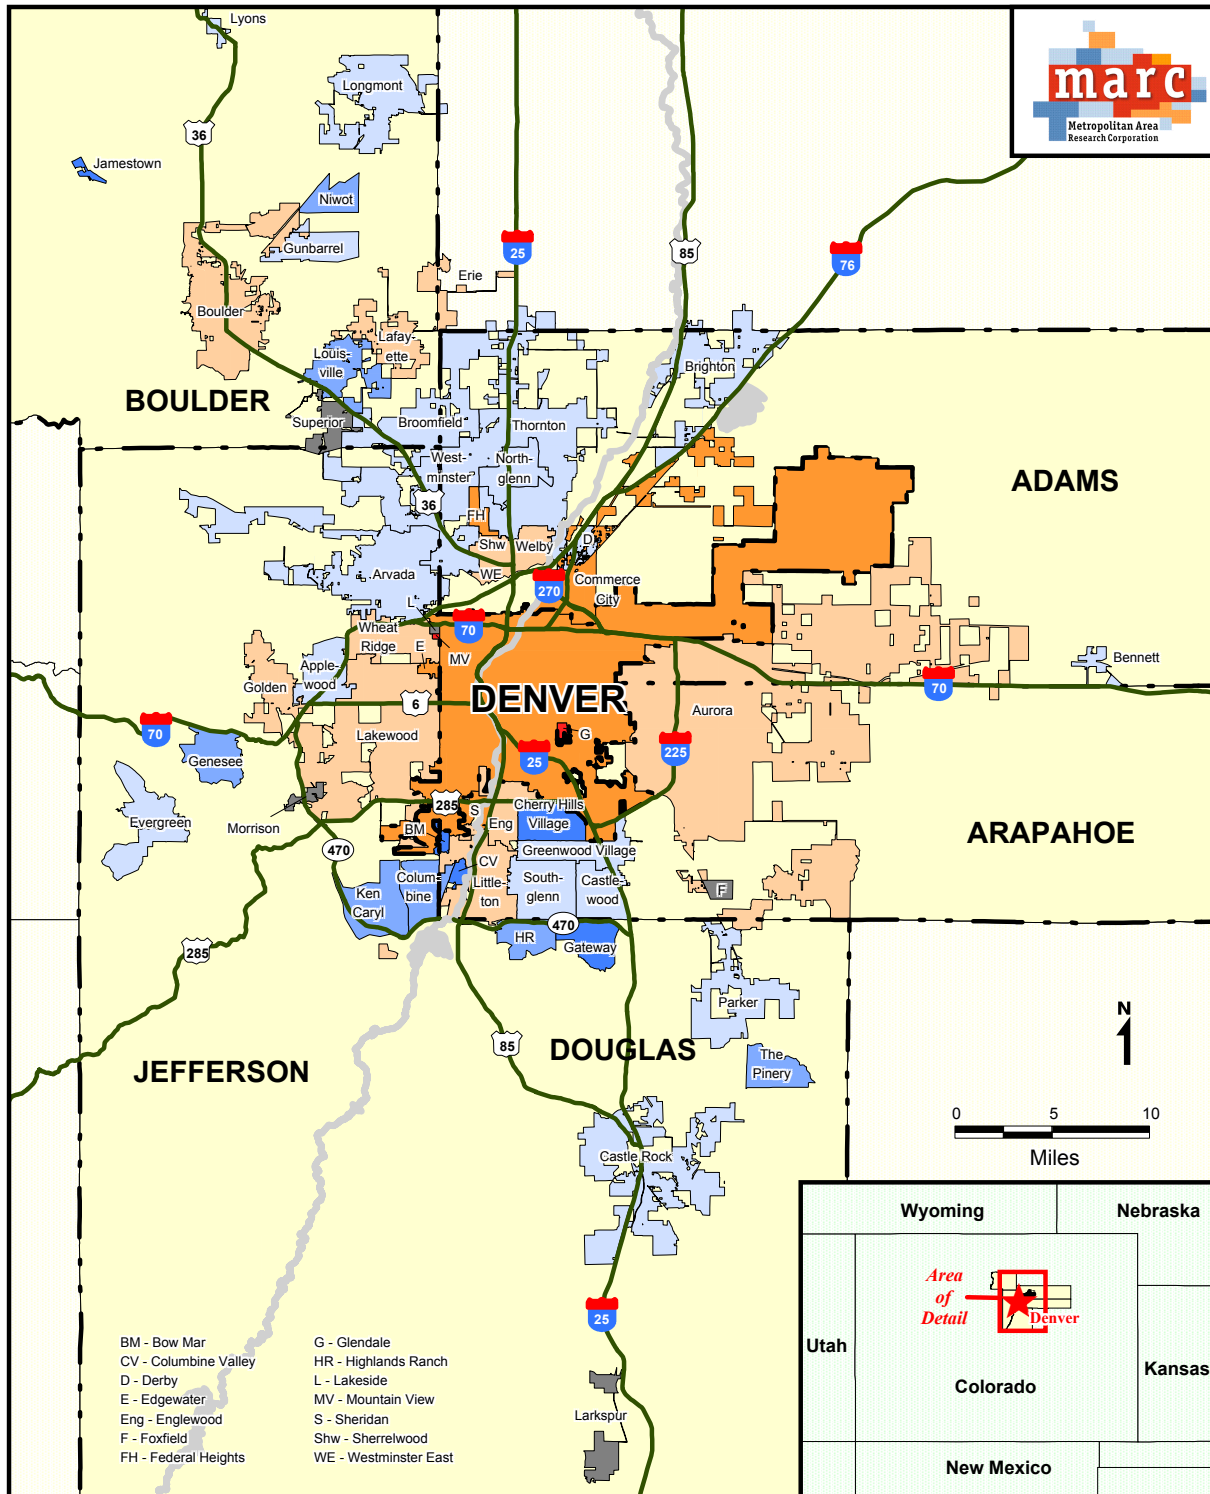 Lyons
marc
Metropolitan Area
Research Corporation
Longmont
36
Jamestown
Niwot
Gunbarrel
25
85
76
Erie
Boulder
Lafay-
ette
Louis-
ville
Brighton
BOULDER
Superior
Broomfield
Thornton
West-
minster
North-
glenn
ADAMS
36
FH
Shw
Welby
D
WE
Arvada
270
Commerce
City
L
Wheat
Ridge
70
E
MV
Apple-
wood
Bennett
Golden
DENVER
70
6
Aurora
Lakewood
G
70
Genesee
25
225
285
Cherry Hills
Village
S
Eng
Evergreen
Morrison
BM
ARAPAHOE
470
Greenwood Village
CV
Colum-
bine
Ken
Caryl
Little-
ton
South-
glenn
Castle-
wood
F
470
HR
Gateway
285
Parker
N
85
DOUGLAS
The
Pinery
JEFFERSON
0 5 10
Miles
Castle Rock
Wyoming
Nebraska
Area
of
Detail
Denver
25
Utah
Kansas
Colorado
New Mexico
Larkspur
BM - Bow Mar
CV - Columbine Valley
D - Derby
E - Edgewater
Eng - Englewood
F - Foxfield
FH - Federal Heights
G - Glendale
HR - Highlands Ranch
L - Lakeside
MV - Mountain View
S - Sheridan
Shw - Sherrelwood
WE - Westminster East